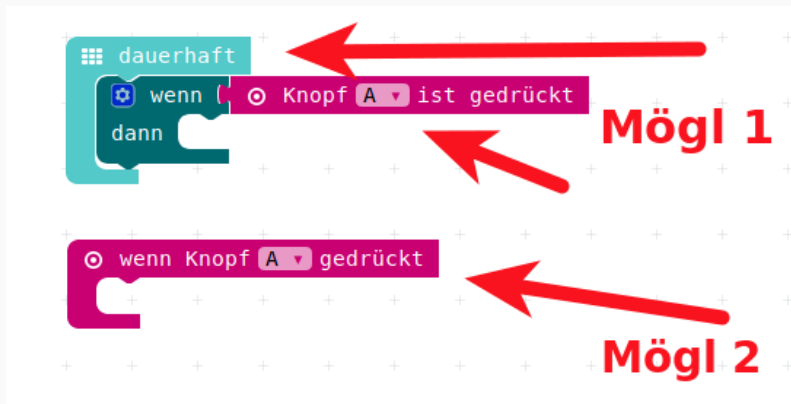 dauerhaft
wenn Knopf A ▼ ist gedrückt
dann
Mögl 1
wenn Knopf A ▼ gedrückt
Mögl 2